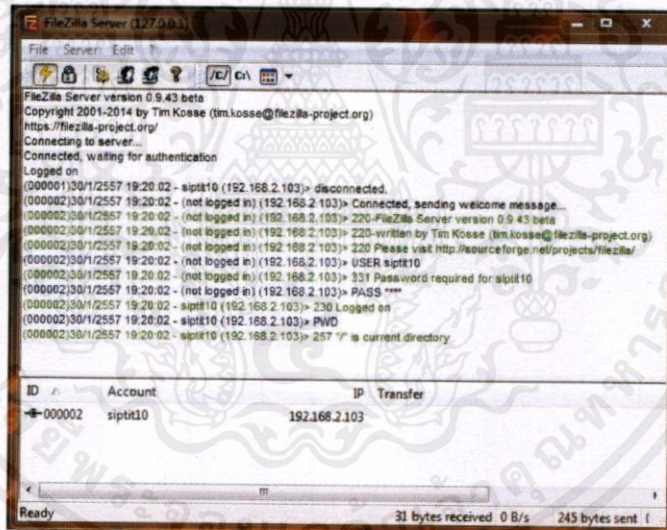 FileZilla Server (127.0.0.1)
File Server Edit ?
/C/ C:\
FileZilla Server version 0.9.43 beta
Copyright 2001-2014 by Tim Kosse (tim.kosse@filezilla-project.org)
https://filezilla-project.org/
Connecting to server...
Connected, waiting for authentication
Logged on
(000001)30/1/2557 19:20:02 - siptit10 (192.168.2.103)> disconnected.
(000002)30/1/2557 19:20:02 - (not logged in) (192.168.2.103)> Connected, sending welcome message...
(000002)30/1/2557 19:20:02 - (not logged in) (192.168.2.103)> 220-FileZilla Server version 0.9.43 beta
(000002)30/1/2557 19:20:02 - (not logged in) (192.168.2.103)> 220-written by Tim Kosse (tim.kosse@filezilla-project.org)
(000002)30/1/2557 19:20:02 - (not logged in) (192.168.2.103)> 220 Please visit http://sourceforge.net/projects/filezilla/
(000002)30/1/2557 19:20:02 - (not logged in) (192.168.2.103)> USER siptit10
(000002)30/1/2557 19:20:02 - (not logged in) (192.168.2.103)> 331 Password required for siptit10
(000002)30/1/2557 19:20:02 - (not logged in) (192.168.2.103)> PASS ****
(000002)30/1/2557 19:20:02 - siptit10 (192.168.2.103)> 230 Logged on
(000002)30/1/2557 19:20:02 - siptit10 (192.168.2.103)> PWD
(000002)30/1/2557 19:20:02 - siptit10 (192.168.2.103)> 257 "/" is current directory.
ID Account IP Transfer
000002 siptit10 192.168.2.103
Ready 31 bytes received 0 B/s 245 bytes sent (